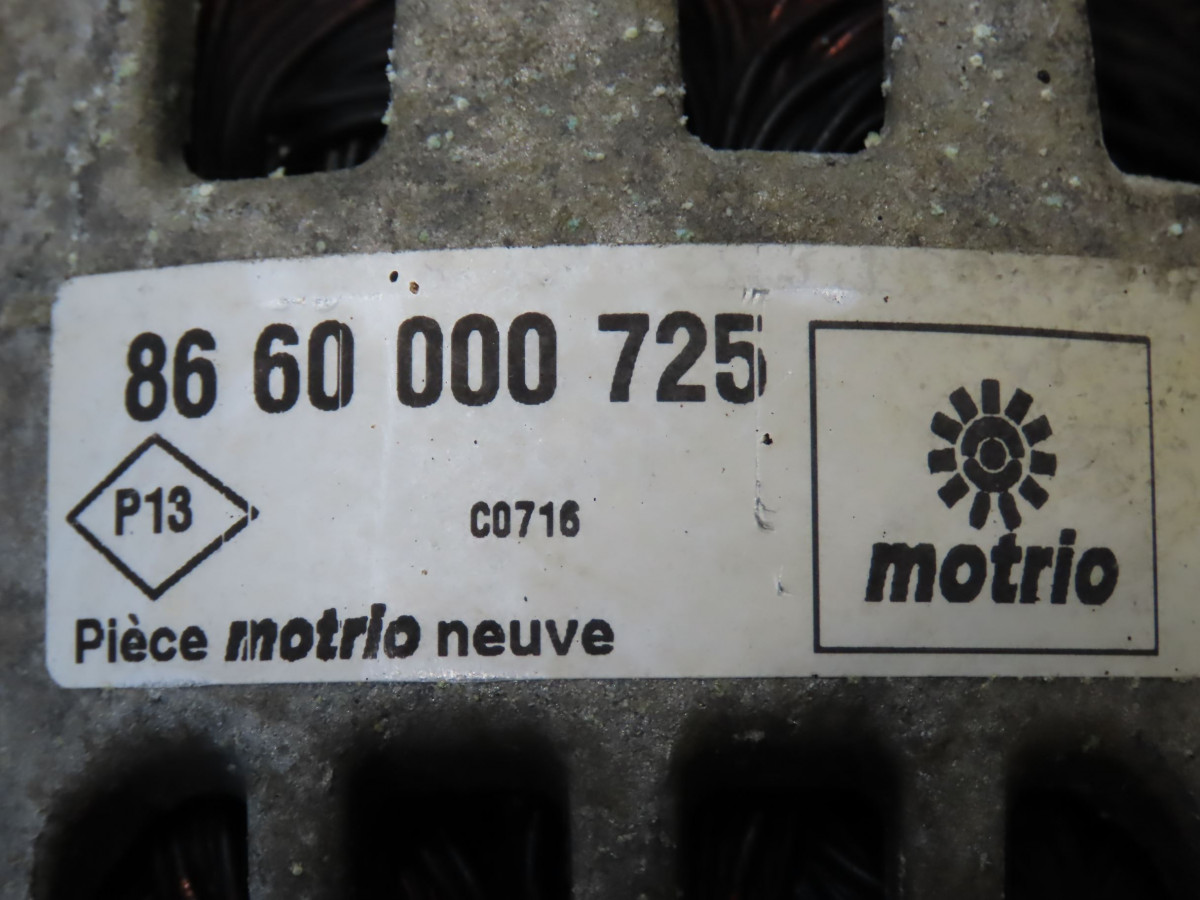 86 60 000 725
P13
C0716
motrio
Pièce motrio neuve